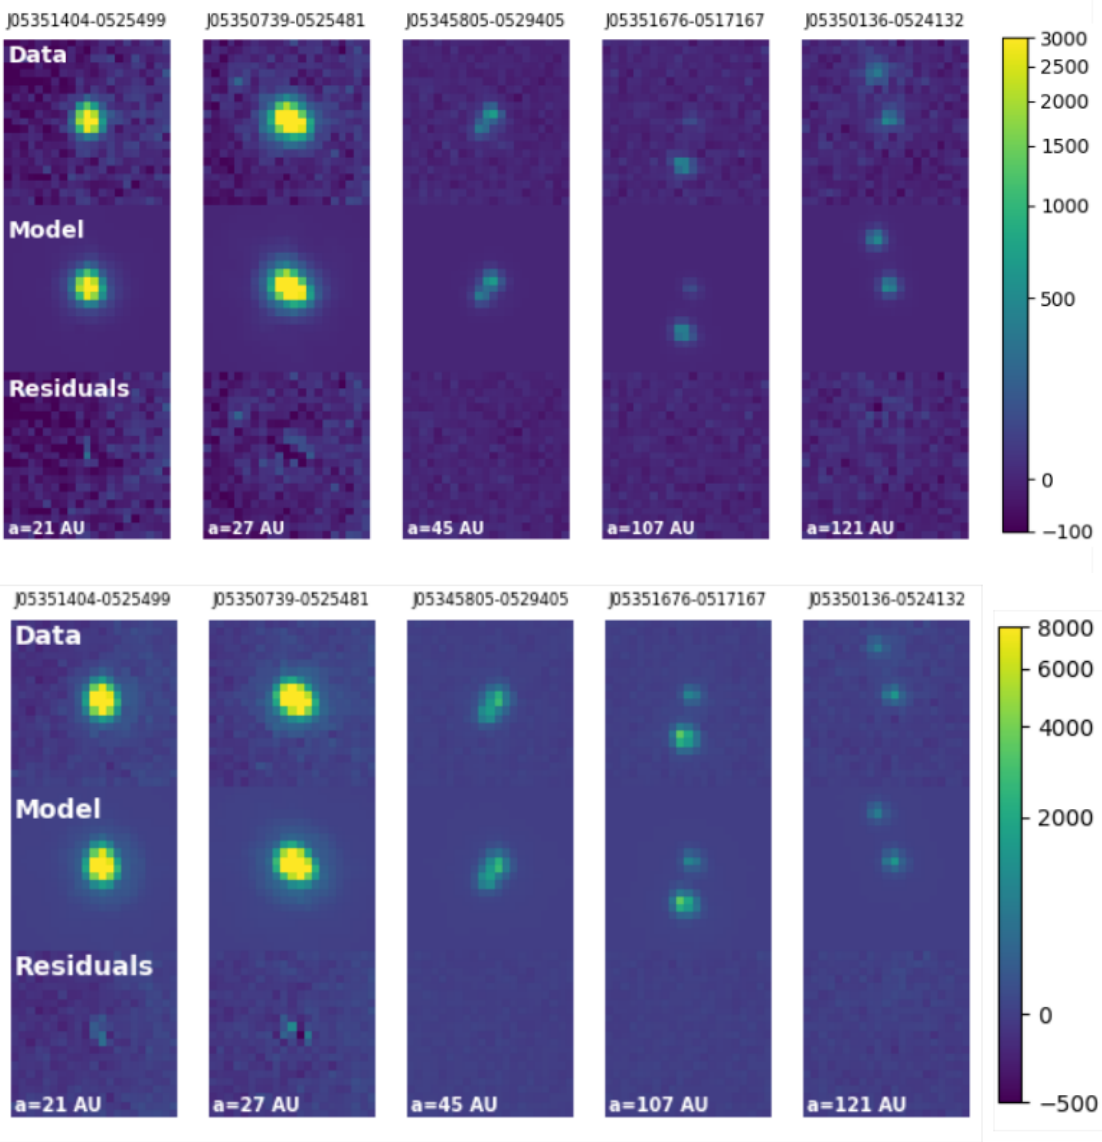 J05351404-0525499 J05350739-0525481 J05345805-0529405 J05351676-0517167 J05350136-0524132
Data
3000
2500
2000
1500
Model
1000
500
Residuals
0
a=21 AU a=27 AU a=45 AU a=107 AU a=121 AU
−100
J05351404-0525499 J05350739-0525481 J05345805-0529405 J05351676-0517167 J05350136-0524132
Data
8000
6000
4000
Model
2000
Residuals
0
a=21 AU a=27 AU a=45 AU a=107 AU a=121 AU
−500